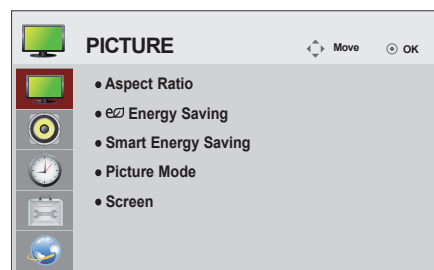 PICTURE
Move
OK
• Aspect Ratio
• Energy Saving
• Smart Energy Saving
• Picture Mode
• Screen